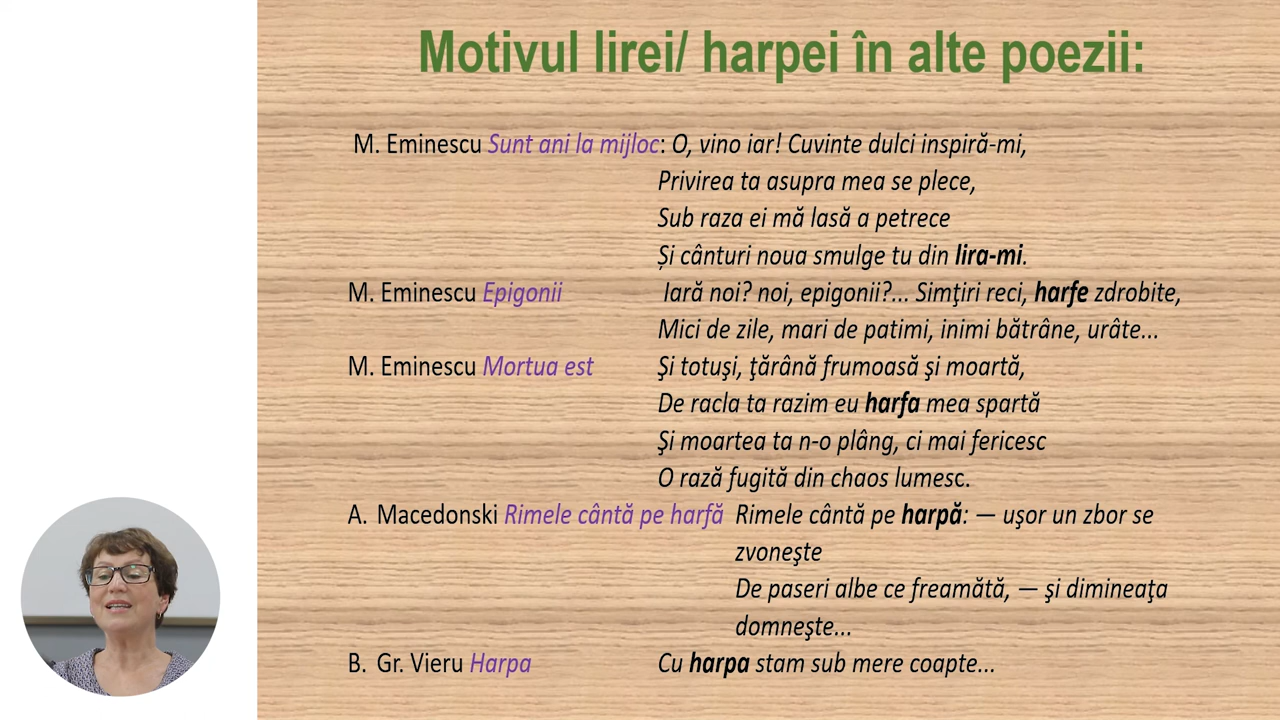 Motivul lirei/ harpei în alte poezii:
M. Eminescu Sunt ani la mijloc: O, vino iar! Cuvinte dulci inspiră-mi,
Privirea ta asupra mea se plece,
Sub raza ei mă lasă a petrece
Și cânturi noua smulge tu din lira-mi.
M. Eminescu Epigonii Iară noi? noi, epigonii?... Simţiri reci, harfe zdrobite,
Mici de zile, mari de patimi, inimi bătrâne, urâte...
M. Eminescu Mortua est Şi totuşi, ţărână frumoasă şi moartă,
De racla ta razim eu harfa mea spartă
Şi moartea ta n-o plâng, ci mai fericesc
O rază fugită din chaos lumesc.
A. Macedonski Rimele cântă pe harfă Rimele cântă pe harpă: — uşor un zbor se
zvoneşte
De paseri albe ce freamătă, — şi dimineaţa
domneşte...
B. Gr. Vieru Harpa Cu harpa stam sub mere coapte...